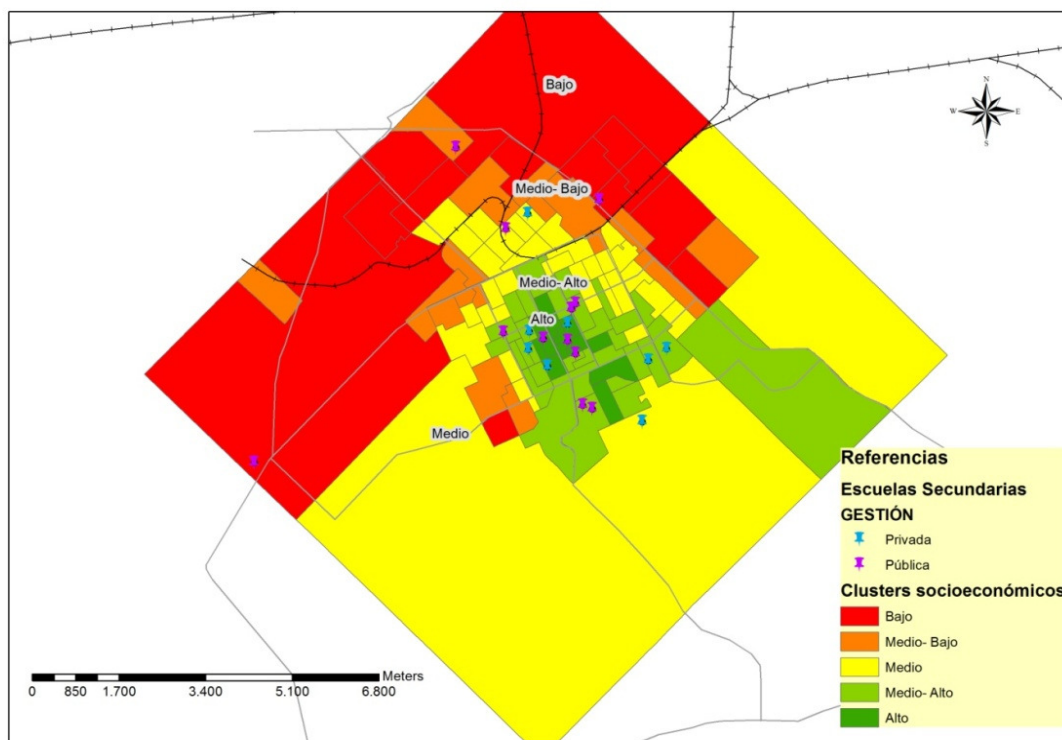 Bajo
N
W
E
S
Medio- Bajo
Medio- Alto
Alto
Medio
Referencias
Escuelas Secundarias
GESTIÓN
Privada
Pública
Clusters socioeconómicos
Bajo
Medio- Bajo
Medio
Medio- Alto
Alto
Meters
0 850 1.700 3.400 5.100 6.800